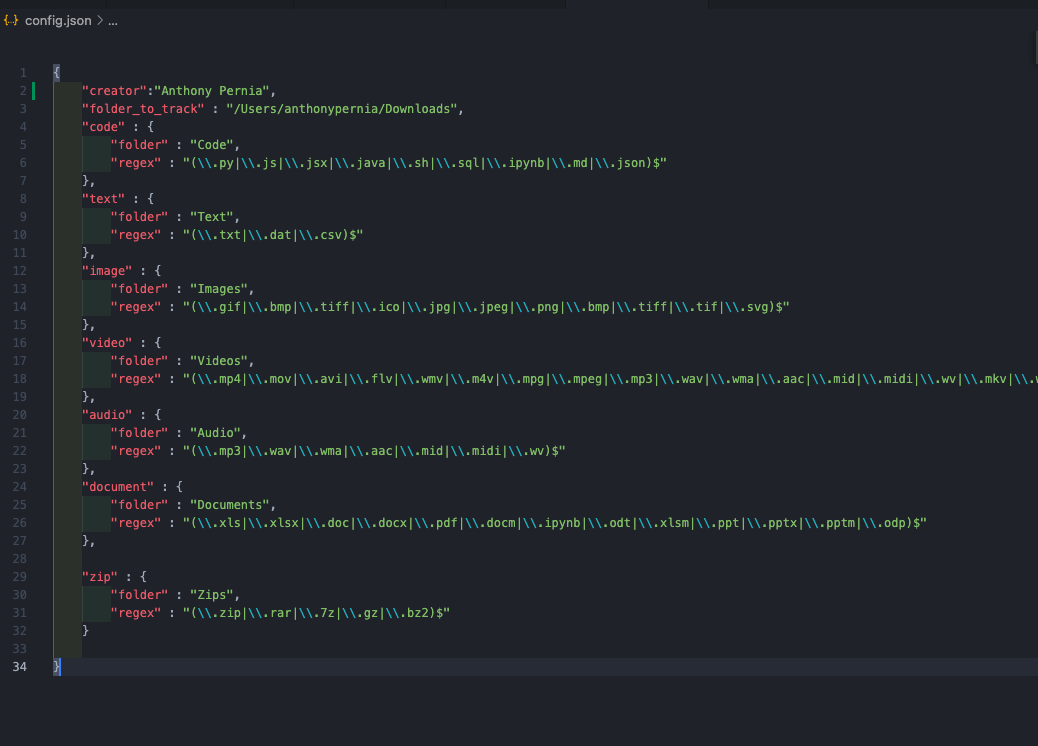 {..} config.json > ...
1 {
2 "creator":"Anthony Pernia",
3 "folder_to_track" : "/Users/anthonypernia/Downloads",
4 "code" : {
5 "folder" : "Code",
6 "regex" : "(\\.py|\\.js|\\.jsx|\\.java|\\.sh|\\.sql|\\.ipynb|\\.md|\\.json)$"
7 },
8 "text" : {
9 "folder" : "Text",
10 "regex" : "(\\.txt|\\.dat|\\.csv)$"
11 },
12 "image" : {
13 "folder" : "Images",
14 "regex" : "(\\.gif|\\.bmp|\\.tiff|\\.ico|\\.jpg|\\.jpeg|\\.png|\\.bmp|\\.tiff|\\.tif|\\.svg)$"
15 },
16 "video" : {
17 "folder" : "Videos",
18 "regex" : "(\\.mp4|\\.mov|\\.avi|\\.flv|\\.wmv|\\.m4v|\\.mpg|\\.mpeg|\\.mp3|\\.wav|\\.wma|\\.aac|\\.mid|\\.midi|\\.wv|\\.mkv|\\.
19 },
20 "audio" : {
21 "folder" : "Audio",
22 "regex" : "(\\.mp3|\\.wav|\\.wma|\\.aac|\\.mid|\\.midi|\\.wv)$"
23 },
24 "document" : {
25 "folder" : "Documents",
26 "regex" : "(\\.xls|\\.xlsx|\\.doc|\\.docx|\\.pdf|\\.docm|\\.ipynb|\\.odt|\\.xlsm|\\.ppt|\\.pptx|\\.pptm|\\.odp)$"
27 },
28
29 "zip" : {
30 "folder" : "Zips",
31 "regex" : "(\\.zip|\\.rar|\\.7z|\\.gz|\\.bz2)$"
32 }
33
34 }